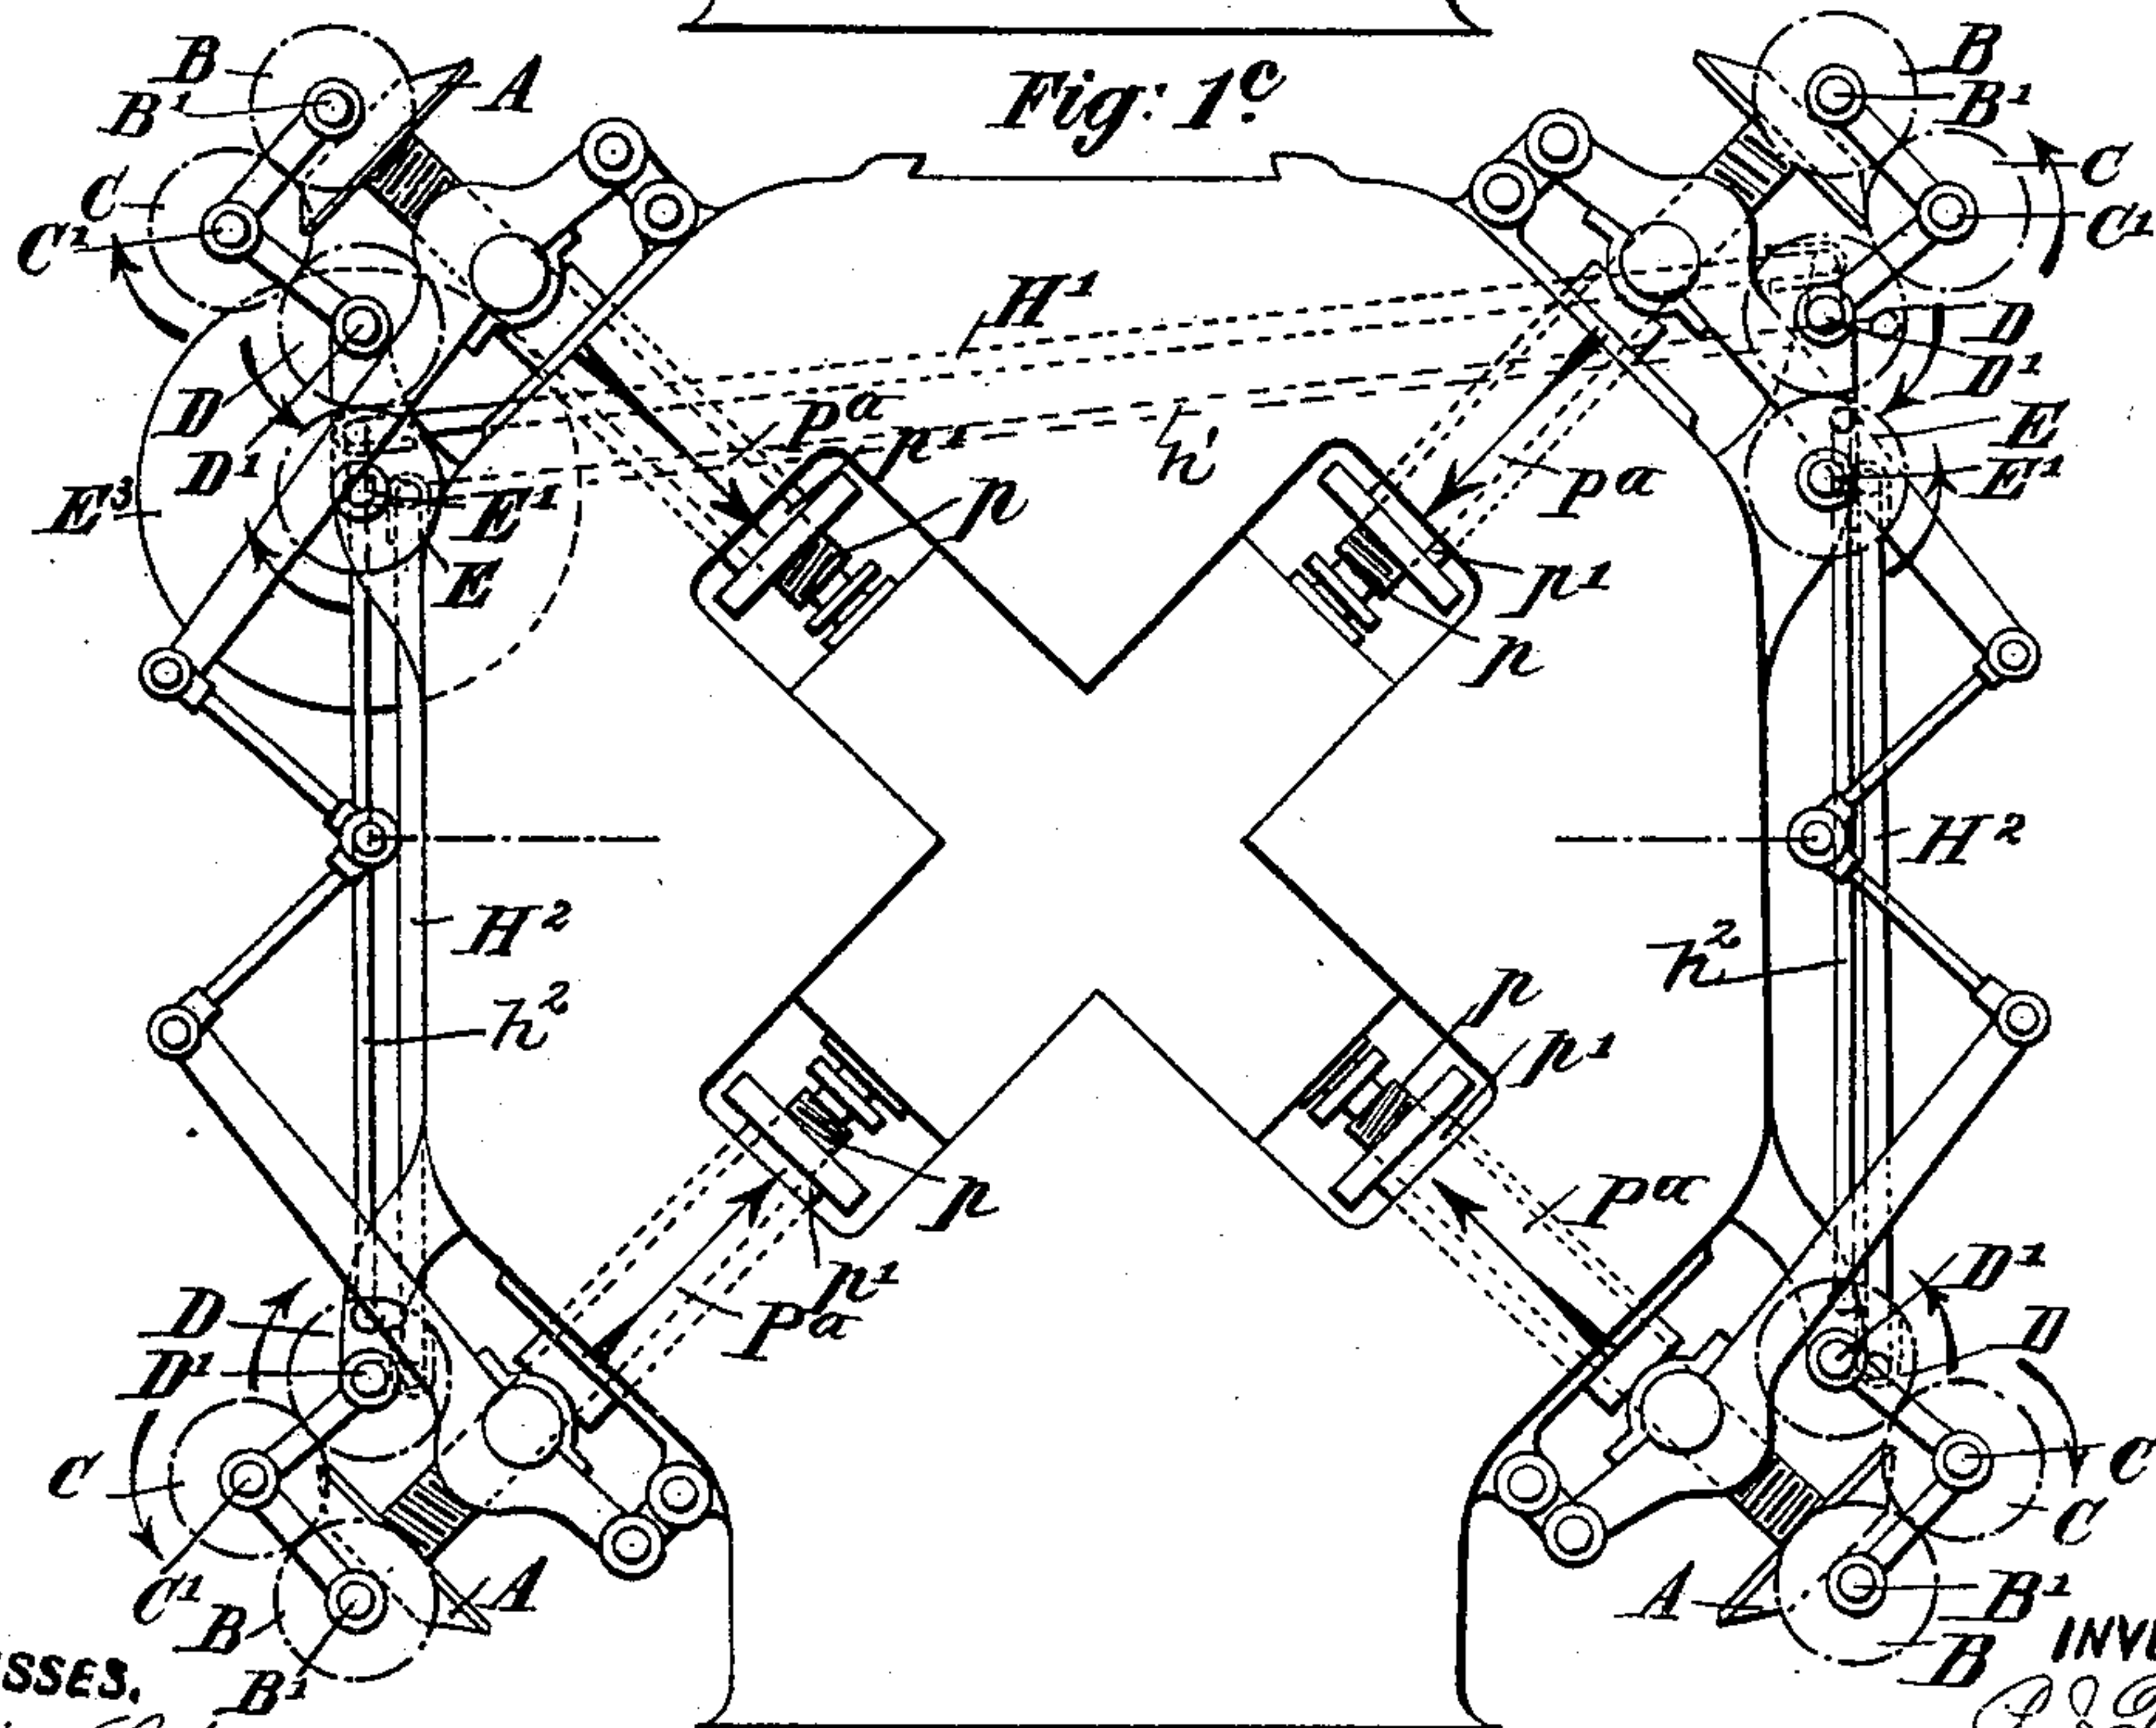 Fig: 1c.
B
B1
A
C
C1
D
D1
E3
E1
E
H1
h1
pa
p1
p
B
B1
C
C1
D
D1
E
E1
pa
p1
p
H2
h2
H2
h2
p
p1
pa
p
p1
pa
D
D1
C
C1
B
B1
A
D1
D
C
C
B1
B
A
SSES.
INV